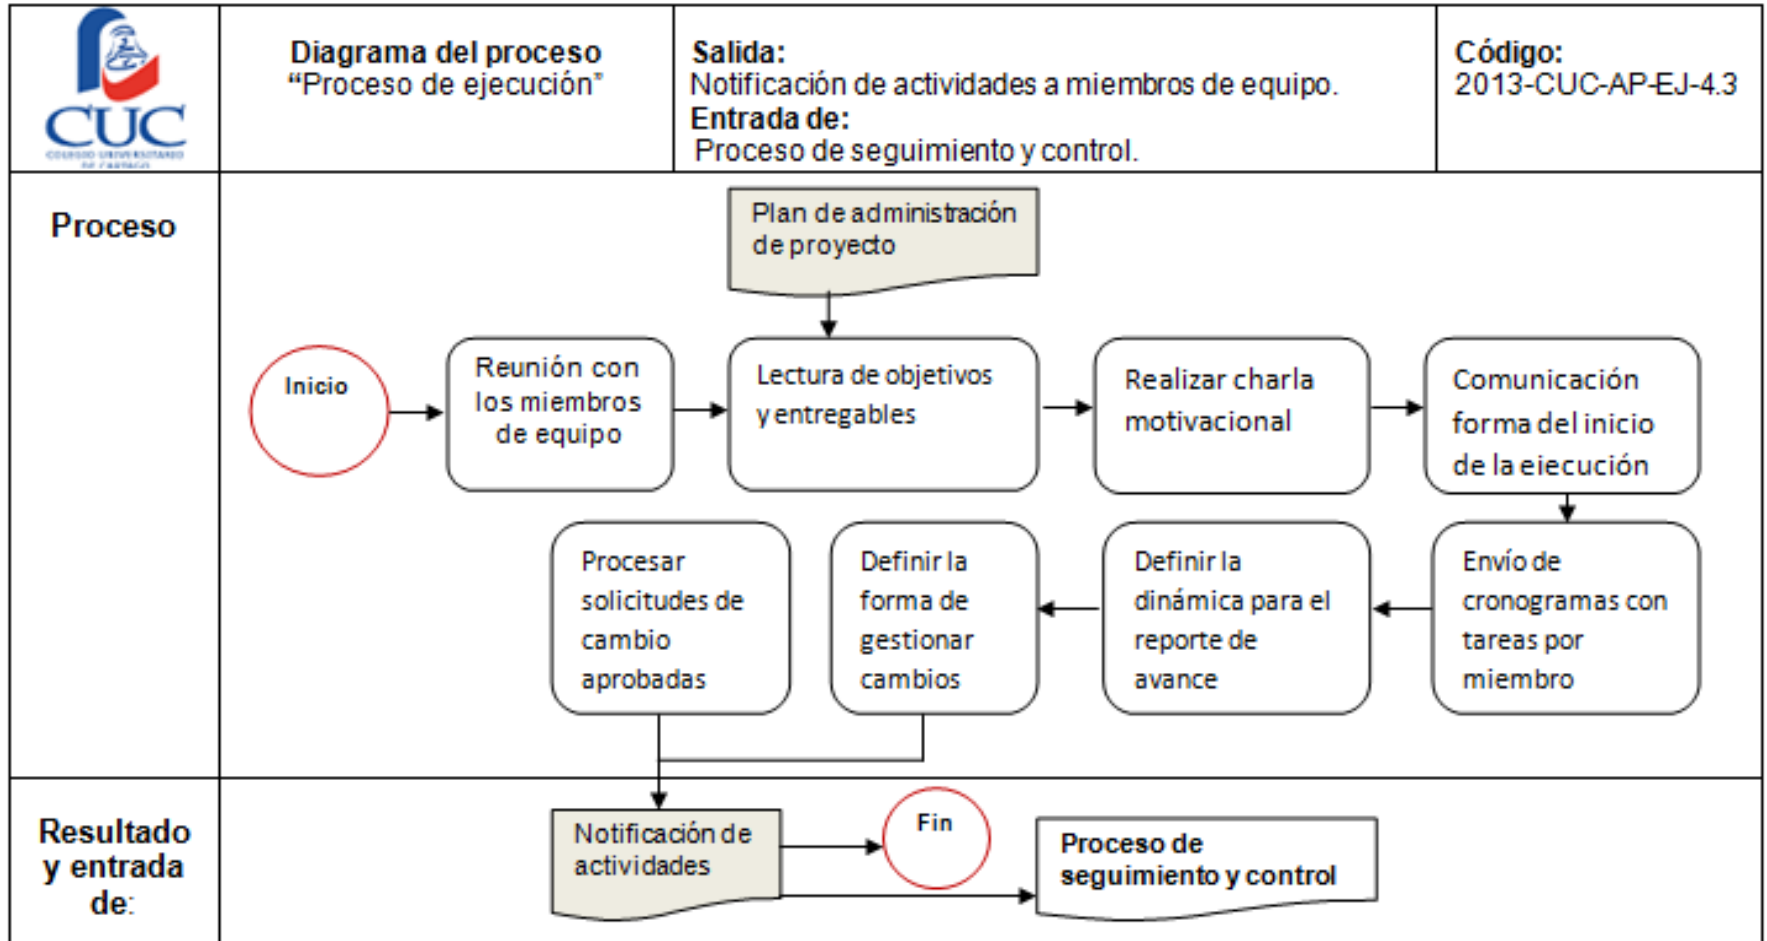 CUC
COLEGIO UNIVERSITARIO
DE CARTAGO
Diagrama del proceso
“Proceso de ejecución”
Salida:
Notificación de actividades a miembros de equipo.
Entrada de:
Proceso de seguimiento y control.
Código:
2013-CUC-AP-EJ-4.3
Proceso
Plan de administración
de proyecto
Inicio
Reunión con
los miembros
de equipo
Lectura de objetivos
y entregables
Realizar charla
motivacional
Comunicación
forma del inicio
de la ejecución
Procesar
solicitudes de
cambio
aprobadas
Definir la
forma de
gestionar
cambios
Definir la
dinámica para el
reporte de
avance
Envío de
cronogramas con
tareas por
miembro
Resultado
y entrada
de:
Notificación de
actividades
Fin
Proceso de
seguimiento y control